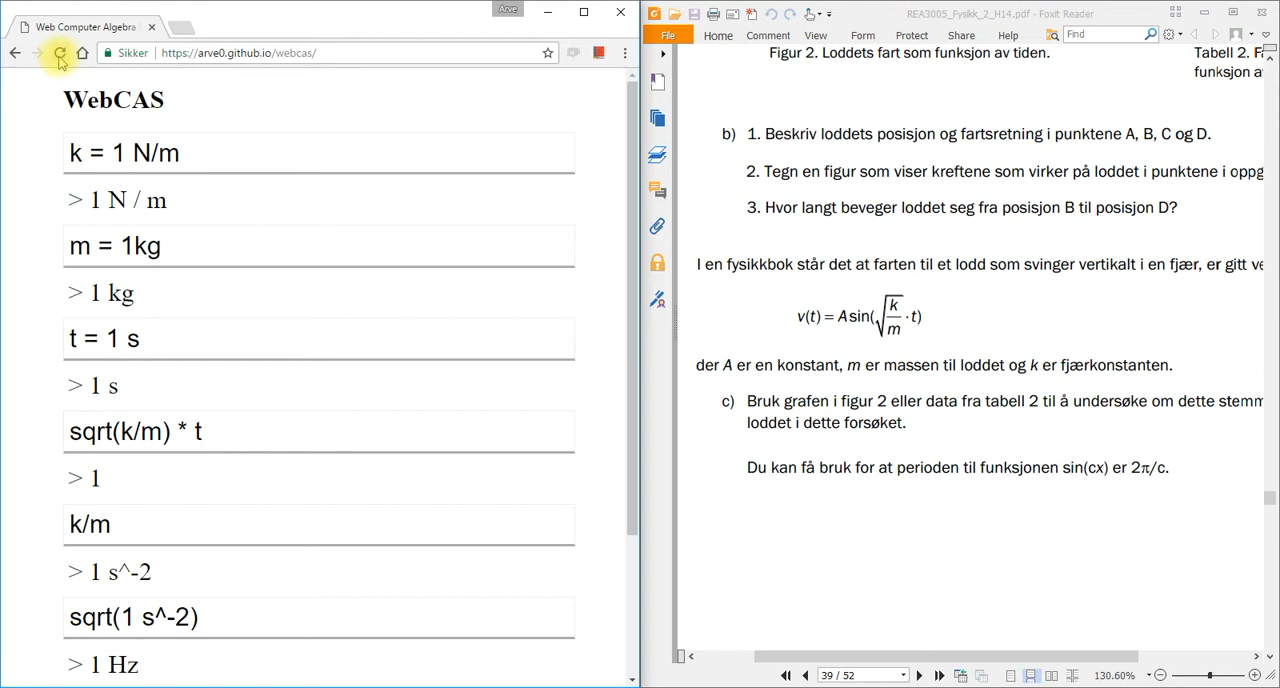 Arve
Web Computer Algebra
Sikker
https://arve0.github.io/webcas/
WebCAS
k = 1 N/m
> 1 N / m
m = 1kg
> 1 kg
t = 1 s
> 1 s
sqrt(k/m) * t
> 1
k/m
> 1 s^-2
sqrt(1 s^-2)
> 1 Hz
REA3005_Fysikk_2_H14.pdf - Foxit Reader
File Home Comment View Form Protect Share Help Find
Figur 2. Loddets fart som funksjon av tiden.
Tabell 2. F
funksjon a
b) 1. Beskriv loddets posisjon og fartsretning i punktene A, B, C og D.
2. Tegn en figur som viser kreftene som virker på loddet i punktene i oppg
3. Hvor langt beveger loddet seg fra posisjon B til posisjon D?
I en fysikkbok står det at farten til et lodd som svinger vertikalt i en fjær, er gitt ve
v(t) = A sin(√k/m · t)
der A er en konstant, m er massen til loddet og k er fjærkonstanten.
c) Bruk grafen i figur 2 eller data fra tabell 2 til å undersøke om dette stemm
loddet i dette forsøket.
Du kan få bruk for at perioden til funksjonen sin(cx) er 2π/c.
39 / 52
130.60%